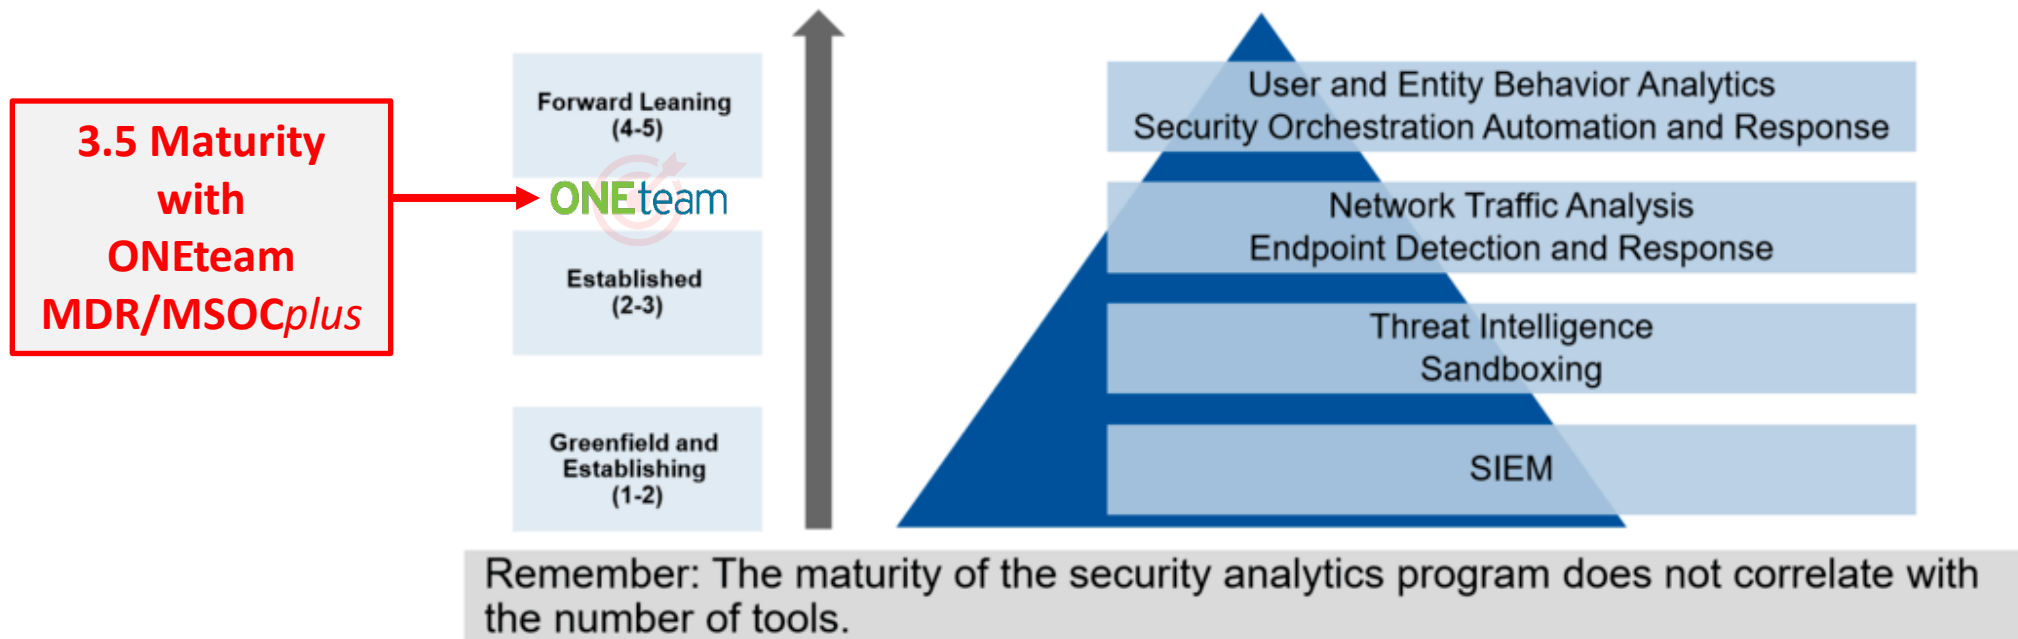 3.5 Maturity
with
ONEteam
MDR/MSOCplus
Forward Leaning
(4-5)
ONEteam
Established
(2-3)
Greenfield and
Establishing
(1-2)
User and Entity Behavior Analytics
Security Orchestration Automation and Response
Network Traffic Analysis
Endpoint Detection and Response
Threat Intelligence
Sandboxing
SIEM
Remember: The maturity of the security analytics program does not correlate with
the number of tools.